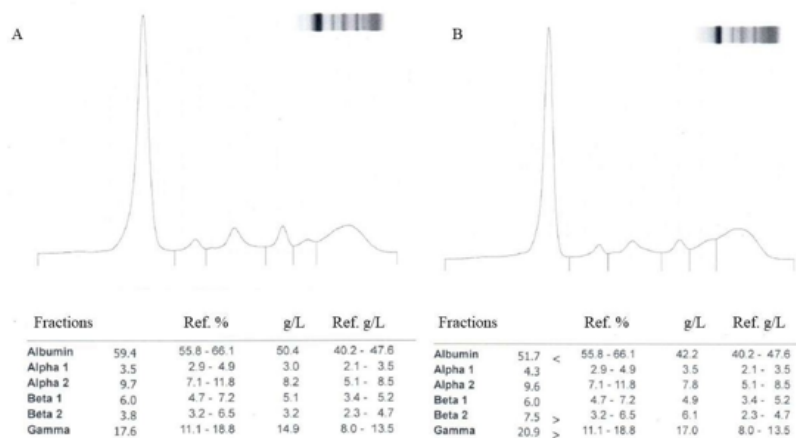 A
B
Fractions Ref. % g/L Ref. g/L
Albumin 59.4 55.8 - 66.1 50.4 40.2 - 47.6
Alpha 1 3.5 2.9 - 4.9 3.0 2.1 - 3.5
Alpha 2 9.7 7.1 - 11.8 8.2 5.1 - 8.5
Beta 1 6.0 4.7 - 7.2 5.1 3.4 - 5.2
Beta 2 3.8 3.2 - 6.5 3.2 2.3 - 4.7
Gamma 17.6 11.1 - 18.8 14.9 8.0 - 13.5
Fractions Ref. % g/L Ref. g/L
Albumin 51.7 < 55.8 - 66.1 42.2 40.2 - 47.6
Alpha 1 4.3 2.9 - 4.9 3.5 2.1 - 3.5
Alpha 2 9.6 7.1 - 11.8 7.8 5.1 - 8.5
Beta 1 6.0 4.7 - 7.2 4.9 3.4 - 5.2
Beta 2 7.5 > 3.2 - 6.5 6.1 2.3 - 4.7
Gamma 20.9 > 11.1 - 18.8 17.0 8.0 - 13.5